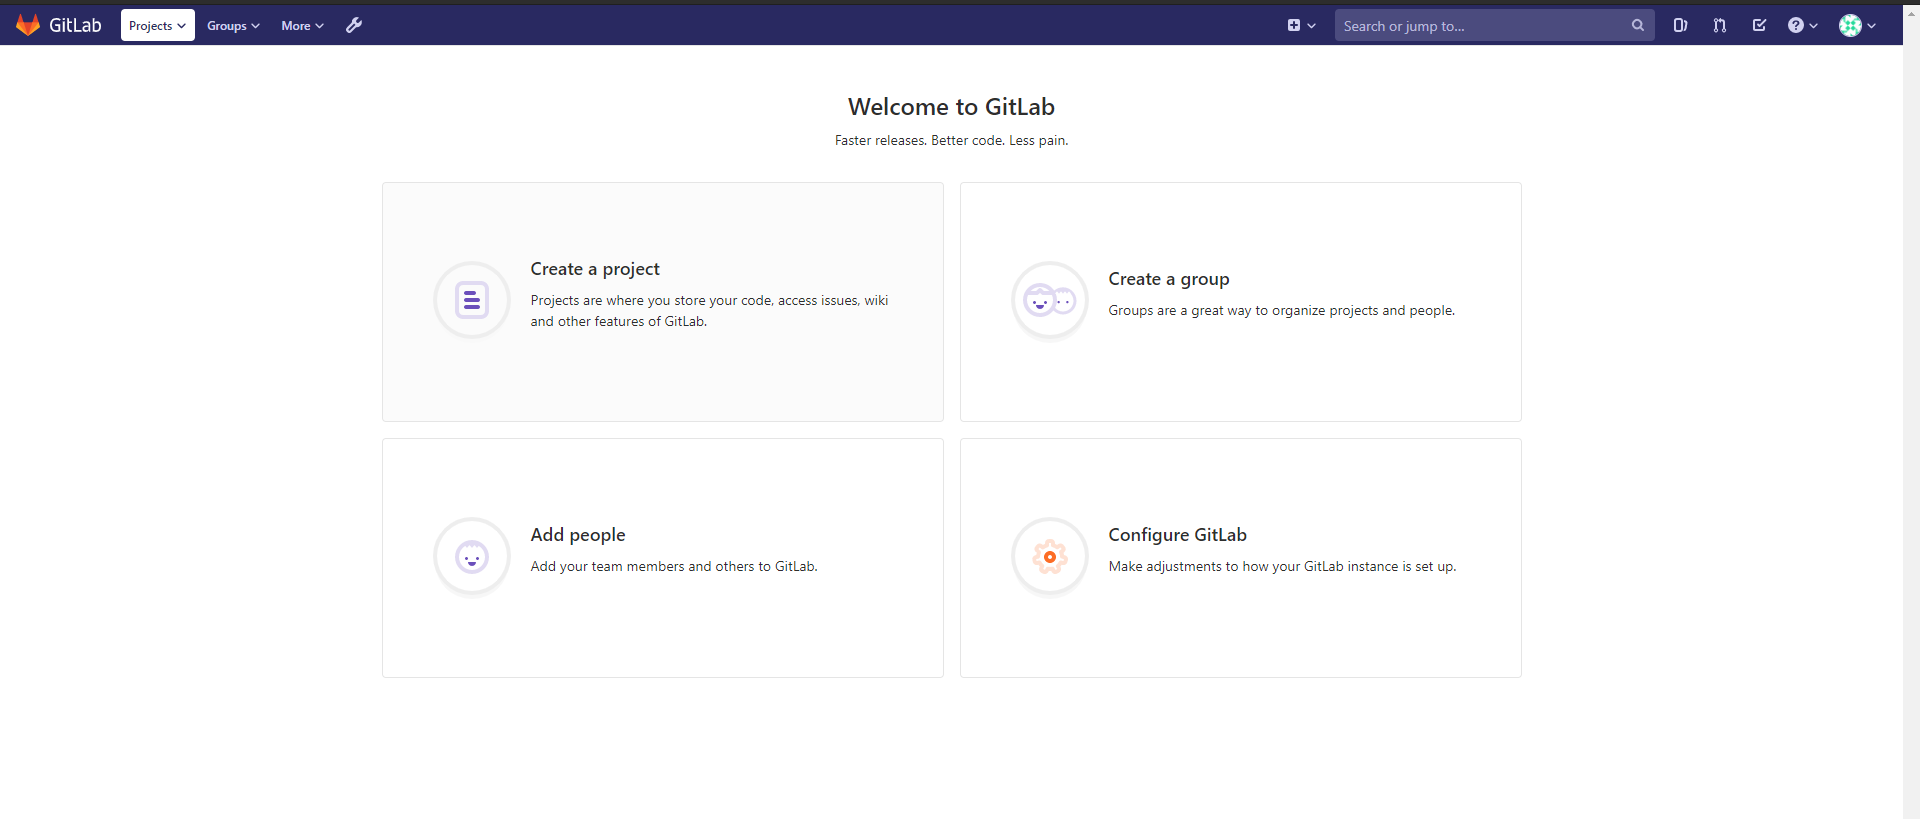 GitLab
Projects
Groups
More
Search or jump to...
Welcome to GitLab
Faster releases. Better code. Less pain.
Create a project
Projects are where you store your code, access issues, wiki
and other features of GitLab.
Create a group
Groups are a great way to organize projects and people.
Add people
Add your team members and others to GitLab.
Configure GitLab
Make adjustments to how your GitLab instance is set up.